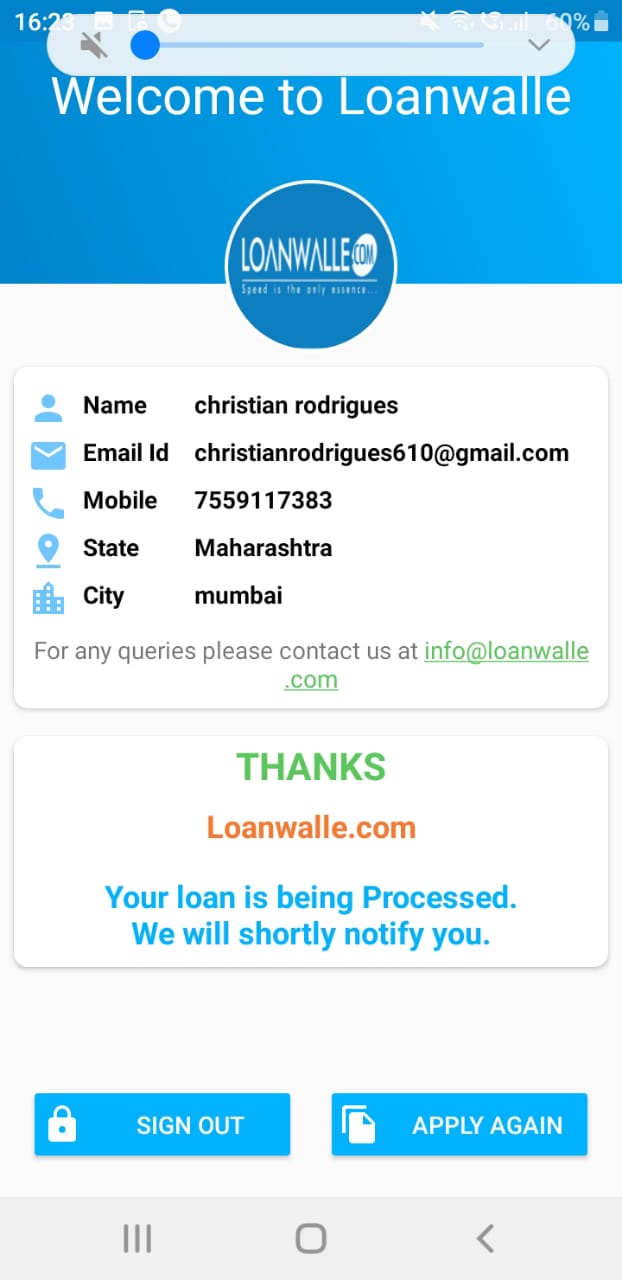 16:23
60%
Welcome to Loanwalle
LOANWALLE.COM
Speed is the only essence...
Name christian rodrigues
Email Id christianrodrigues610@gmail.com
Mobile 7559117383
State Maharashtra
City mumbai
For any queries please contact us at info@loanwalle
.com
THANKS
Loanwalle.com
Your loan is being Processed.
We will shortly notify you.
SIGN OUT
APPLY AGAIN